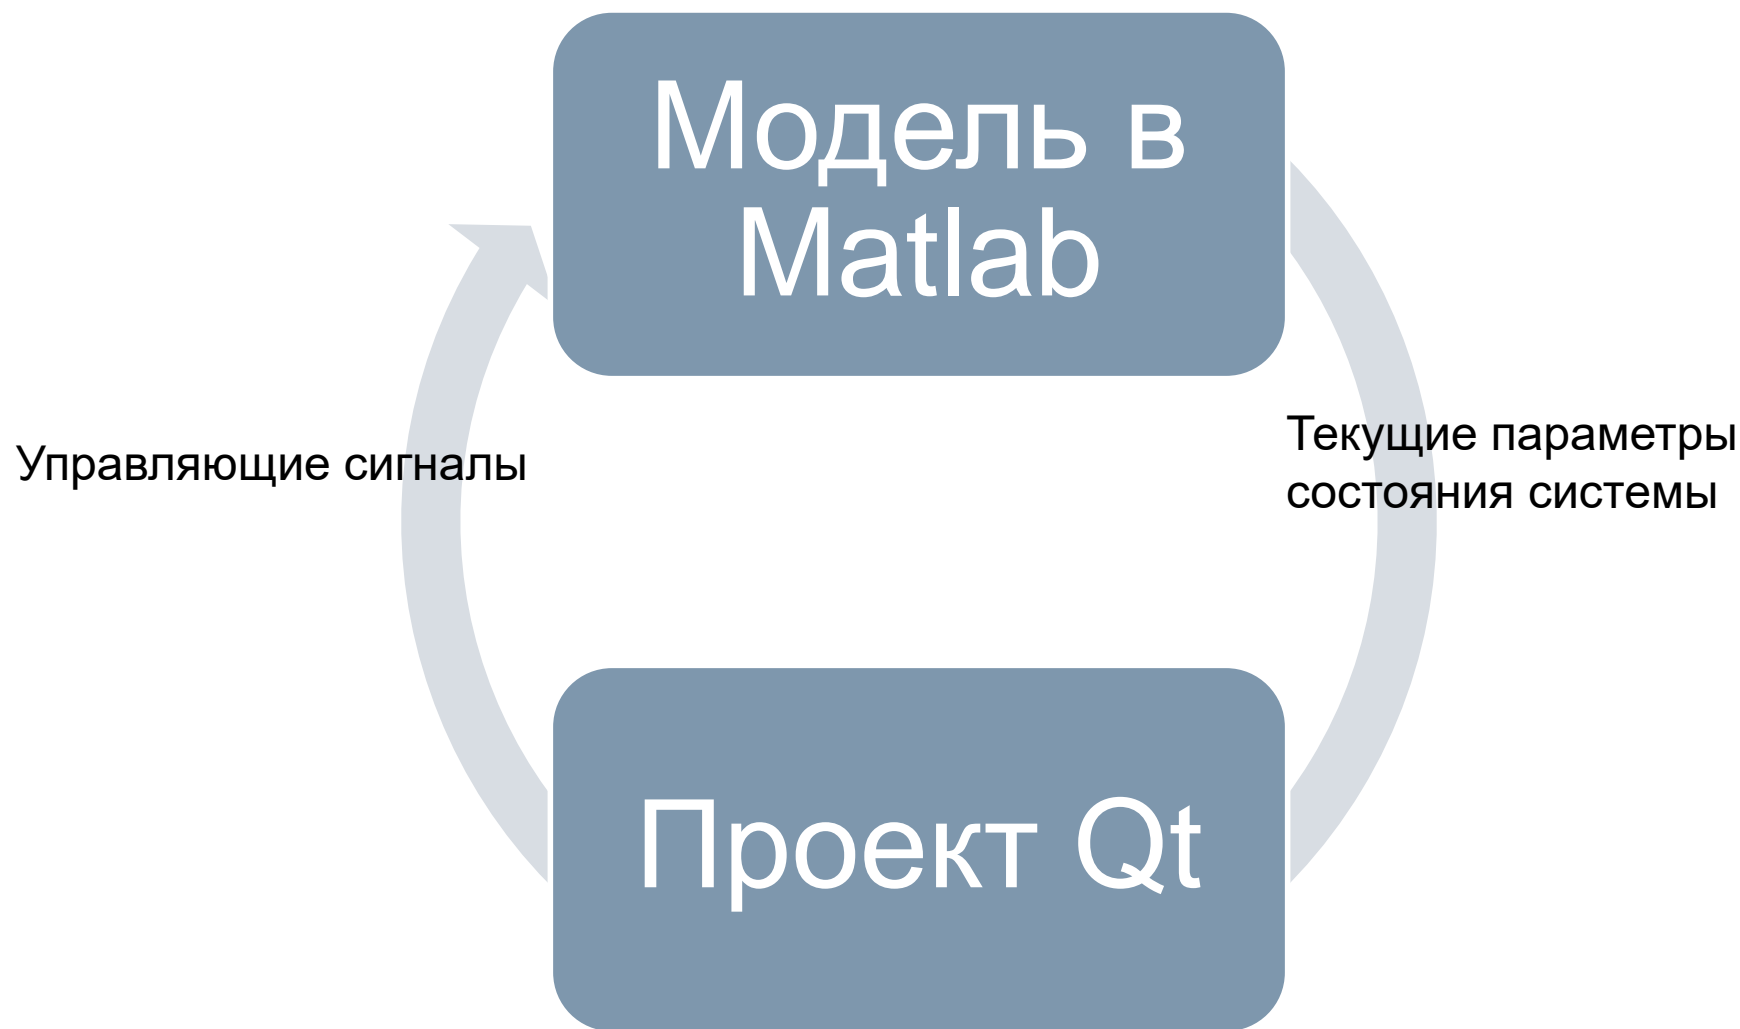 Модель в
Matlab
Управляющие сигналы
Текущие параметры
состояния системы
Проект Qt